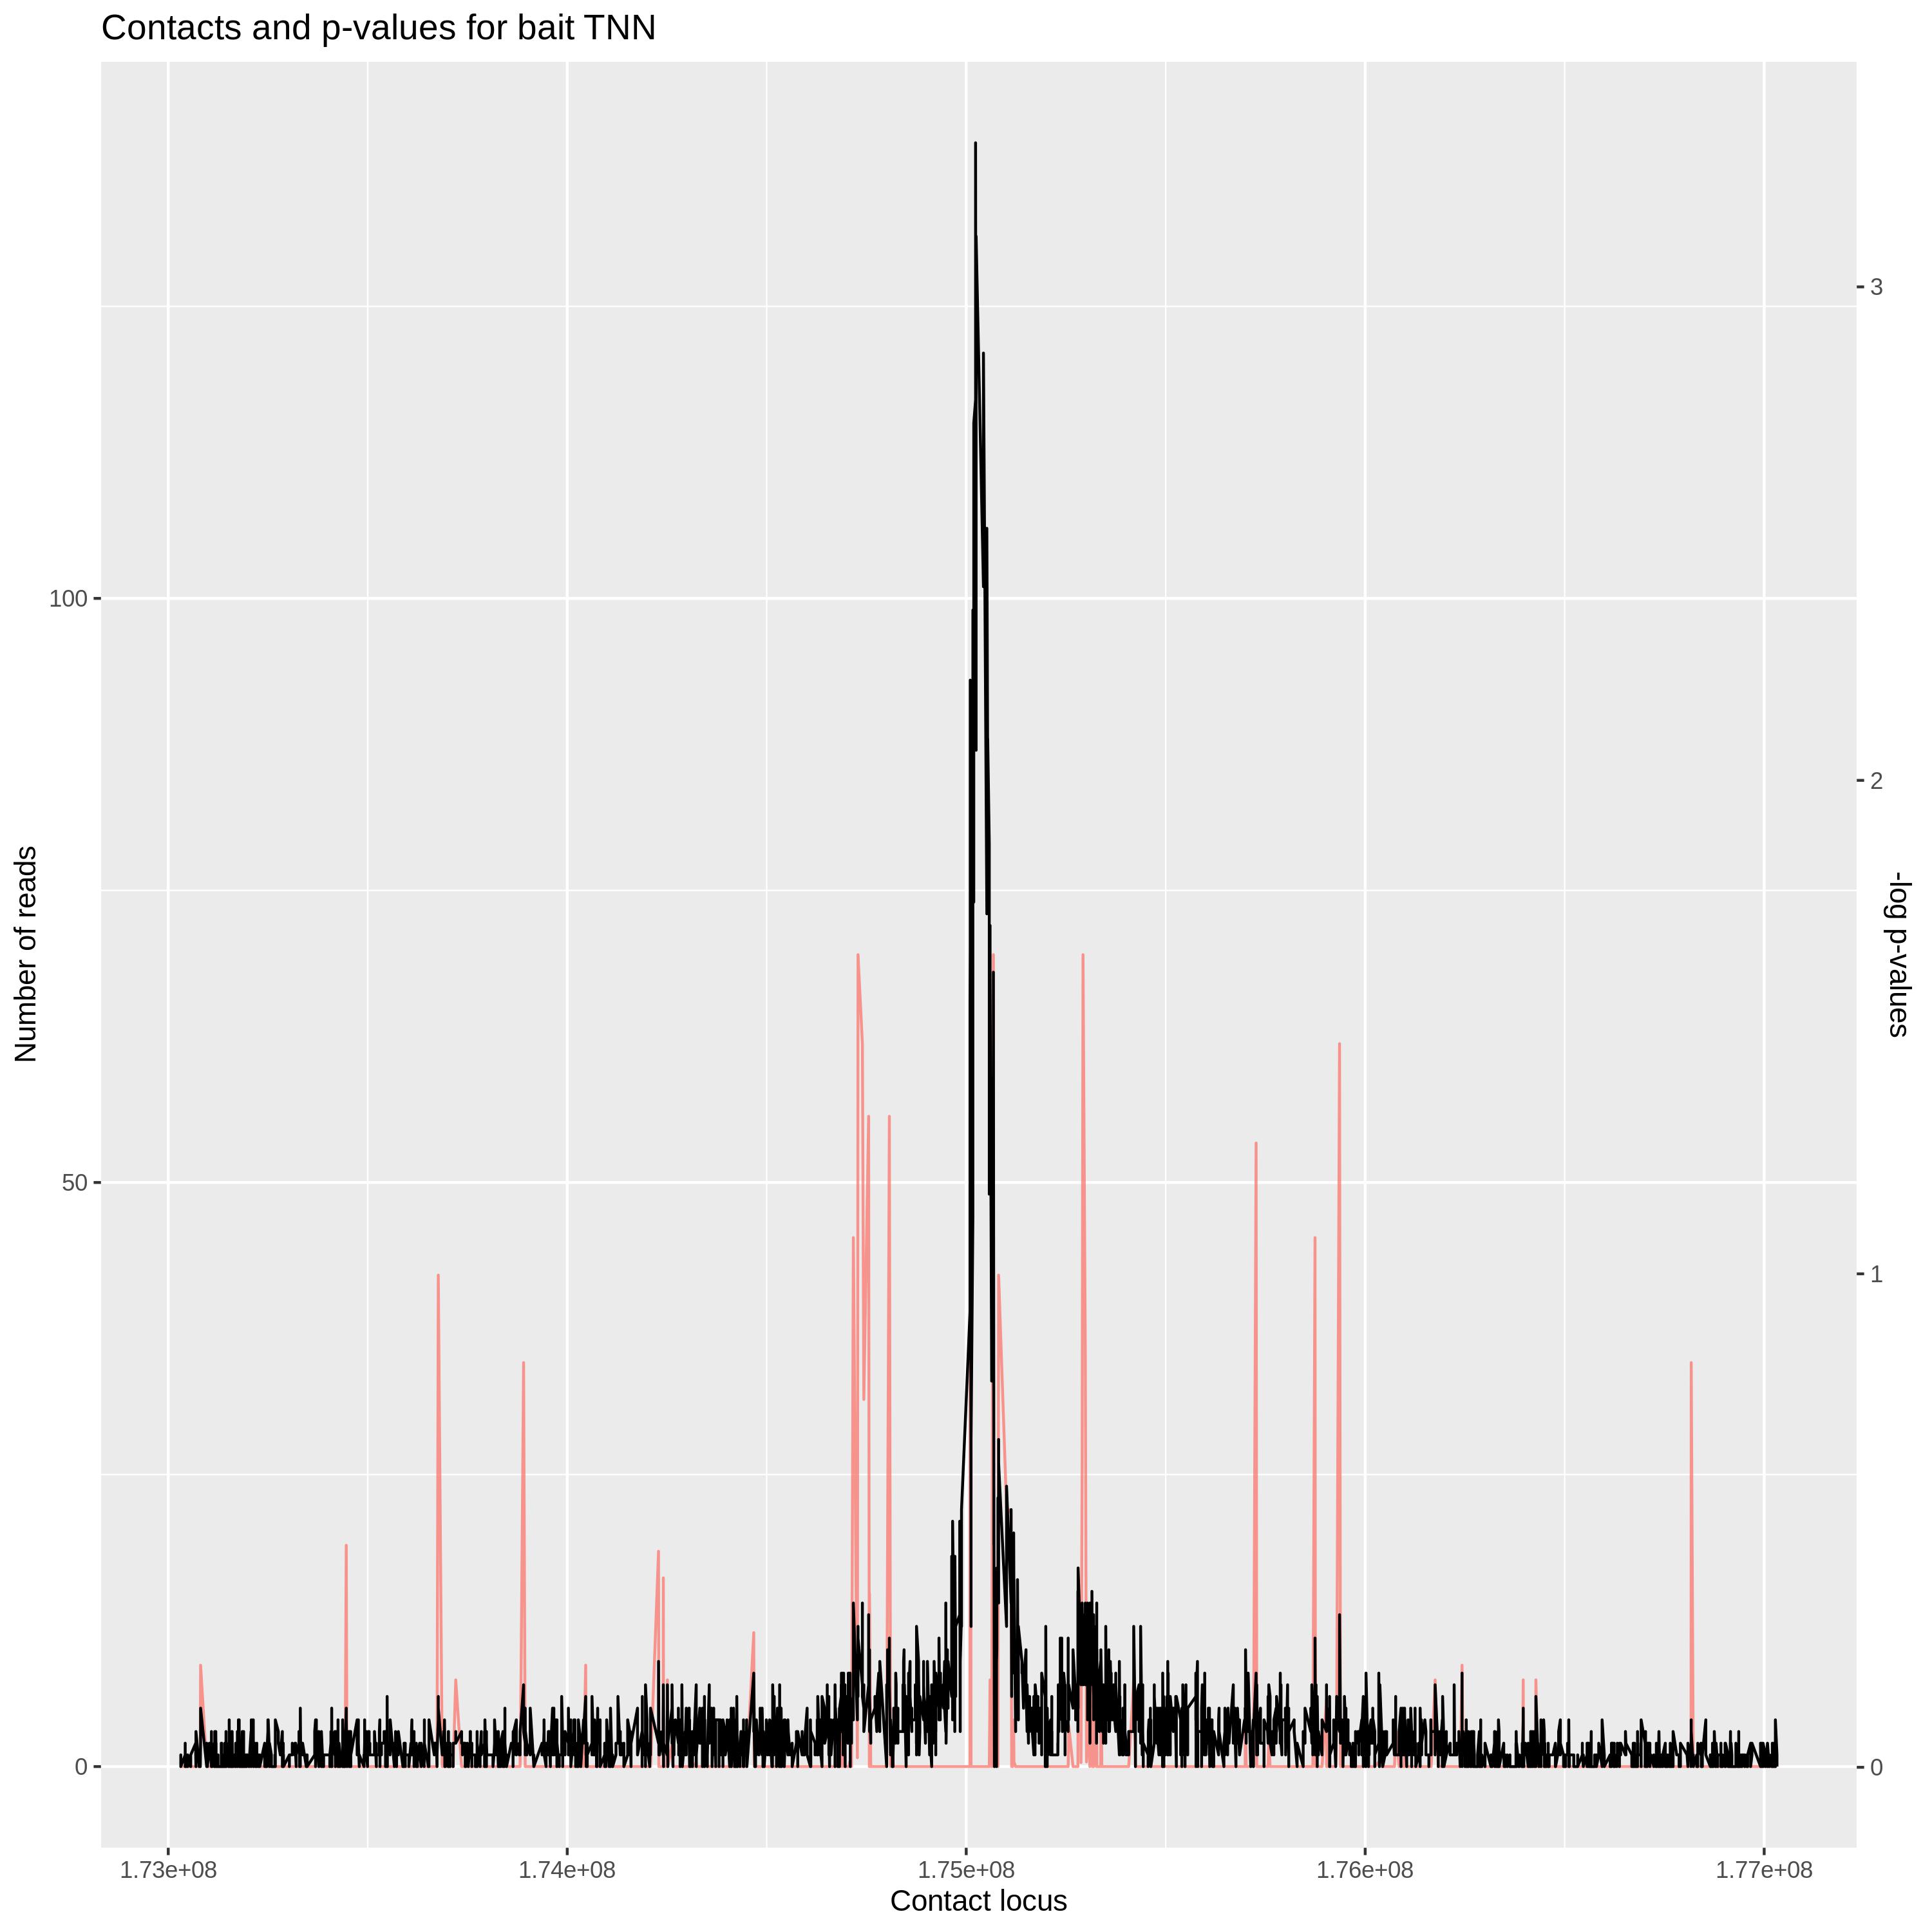 Contacts and p-values for bait TNN
Number of reads
100
50
0
3
2
1
0
-log p-values
1.73e+08
1.74e+08
1.75e+08
1.76e+08
1.77e+08
Contact locus